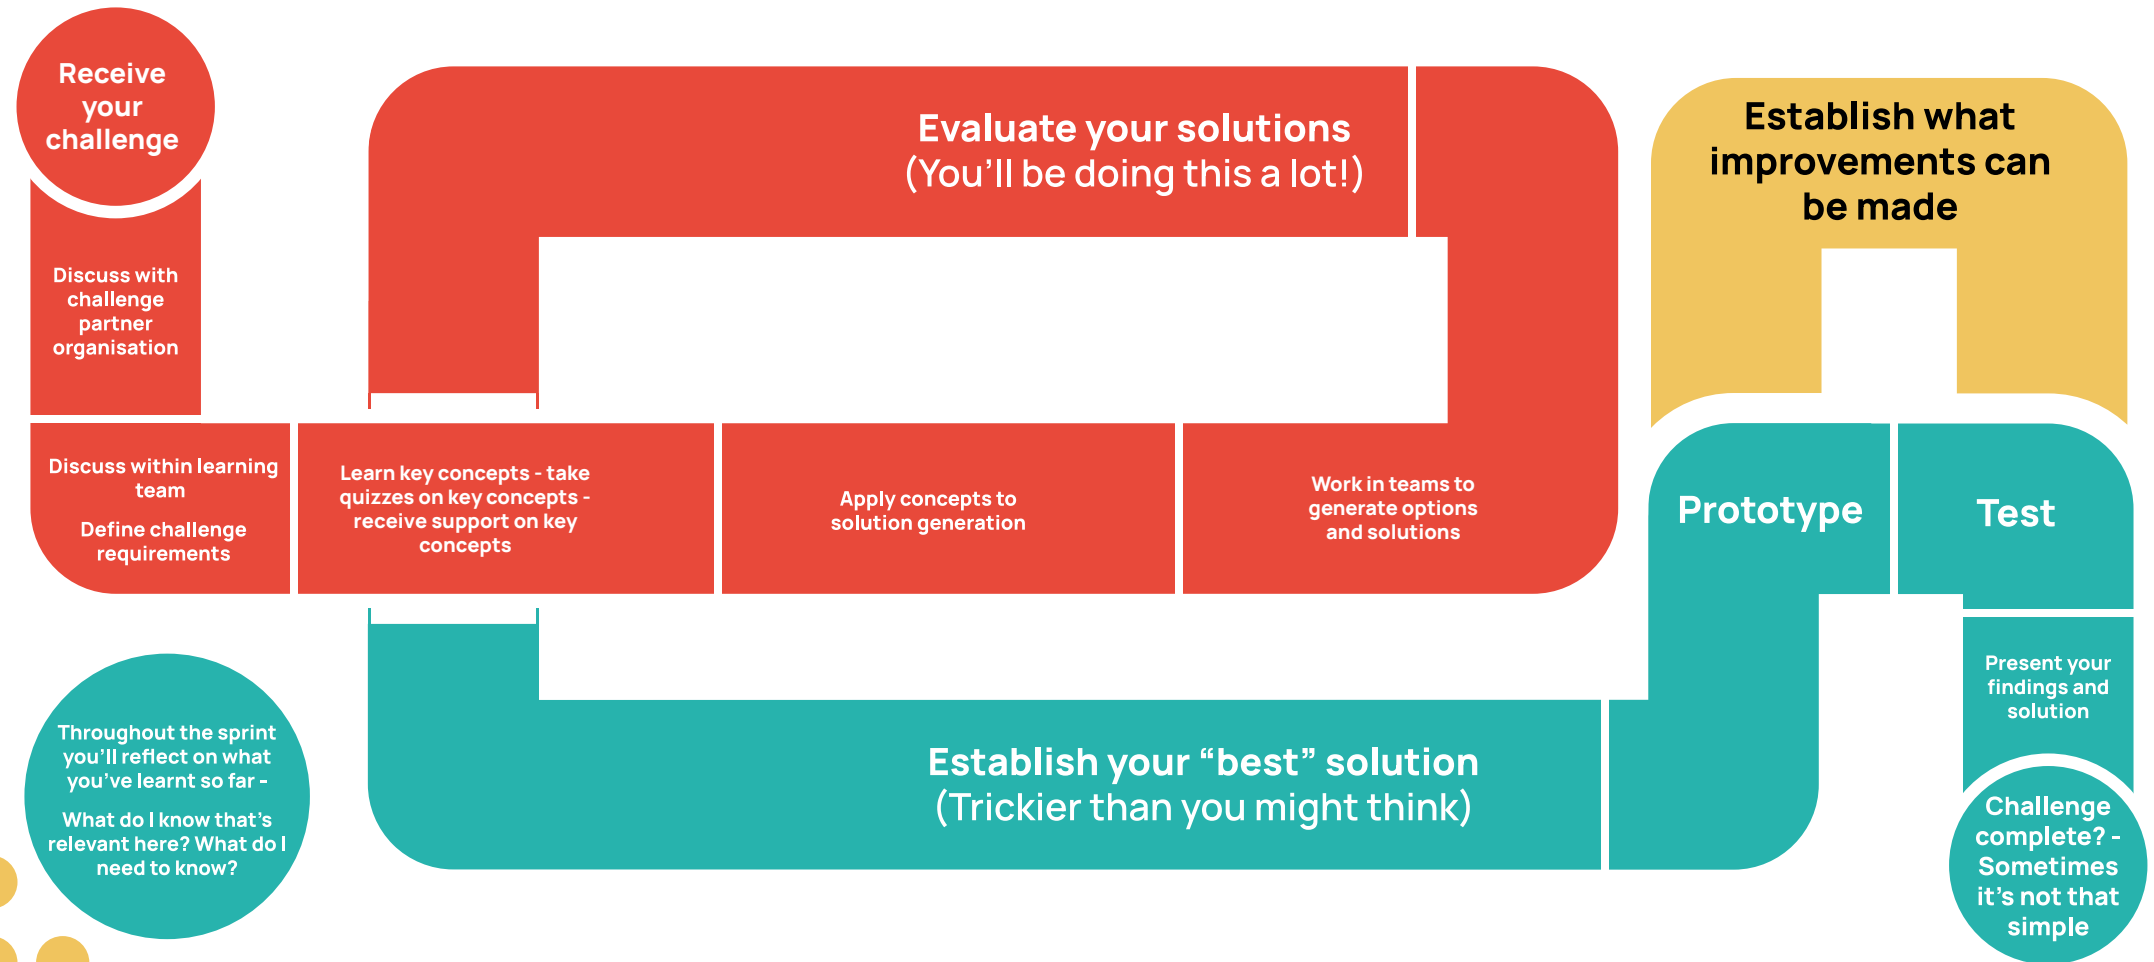 Receive
your
challenge
Discuss with
challenge
partner
organisation
Discuss within learning
team
Define challenge
requirements
Learn key concepts - take
quizzes on key concepts -
receive support on key
concepts
Apply concepts to
solution generation
Work in teams to
generate options
and solutions
Evaluate your solutions
(You’ll be doing this a lot!)
Establish your “best” solution
(Trickier than you might think)
Prototype
Test
Establish what
improvements can
be made
Present your
findings and
solution
Challenge
complete? -
Sometimes
it’s not that
simple
Throughout the sprint
you’ll reflect on what
you’ve learnt so far -
What do I know that’s
relevant here? What do I
need to know?